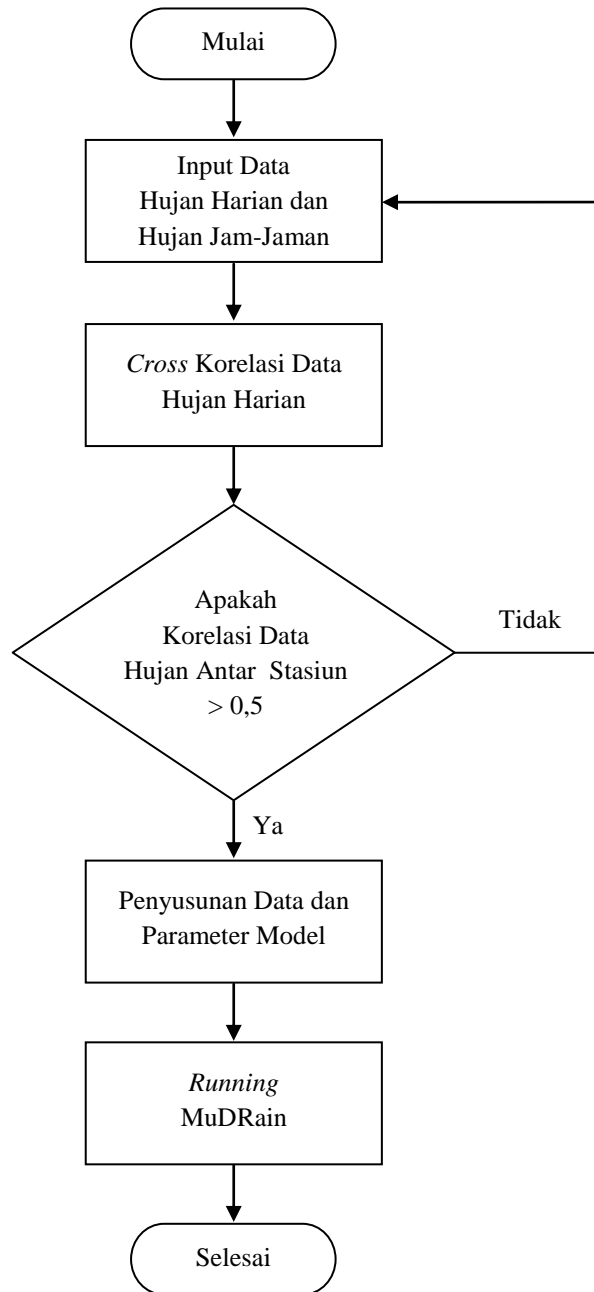 Mulai
Input Data
Hujan Harian dan
Hujan Jam-Jaman
Cross Korelasi Data
Hujan Harian
Apakah
Korelasi Data
Hujan Antar Stasiun
> 0,5
Tidak
Ya
Penyusunan Data dan
Parameter Model
Running
MuDRain
Selesai